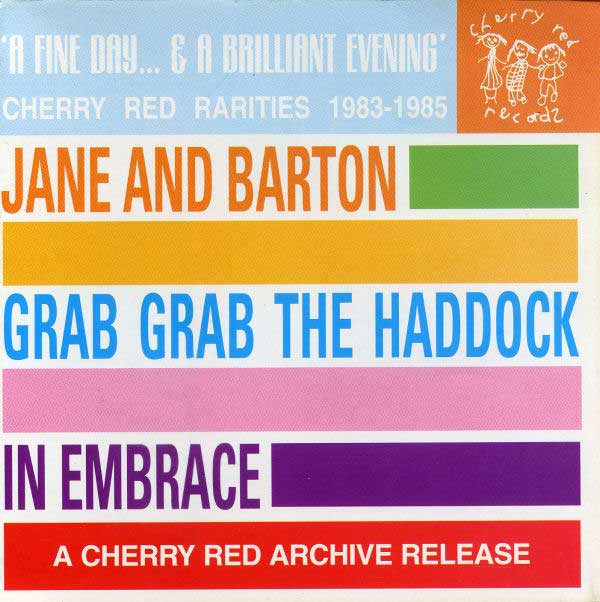 'A FINE DAY... & A BRILLIANT EVENING'
CHERRY RED RARITIES 1983-1985
cherry red
records
JANE AND BARTON
GRAB GRAB THE HADDOCK
IN EMBRACE
A CHERRY RED ARCHIVE RELEASE